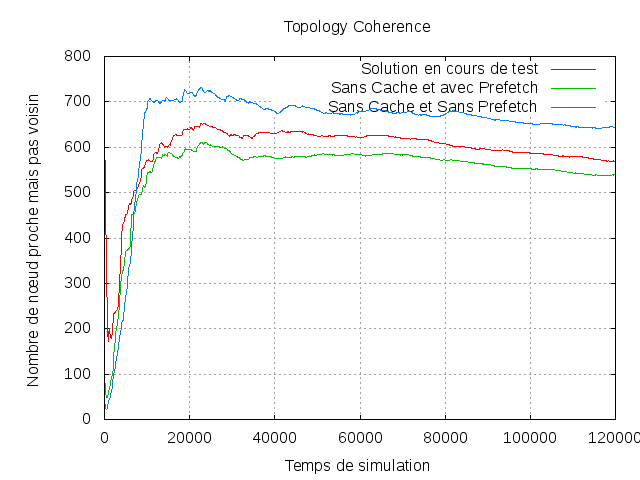 Topology Coherence
800
700
600
500
400
300
200
100
0
Nombre de nœud proche mais pas voisin
Solution en cours de test
Sans Cache et avec Prefetch
Sans Cache et Sans Prefetch
0 20000 40000 60000 80000 100000 120000
Temps de simulation